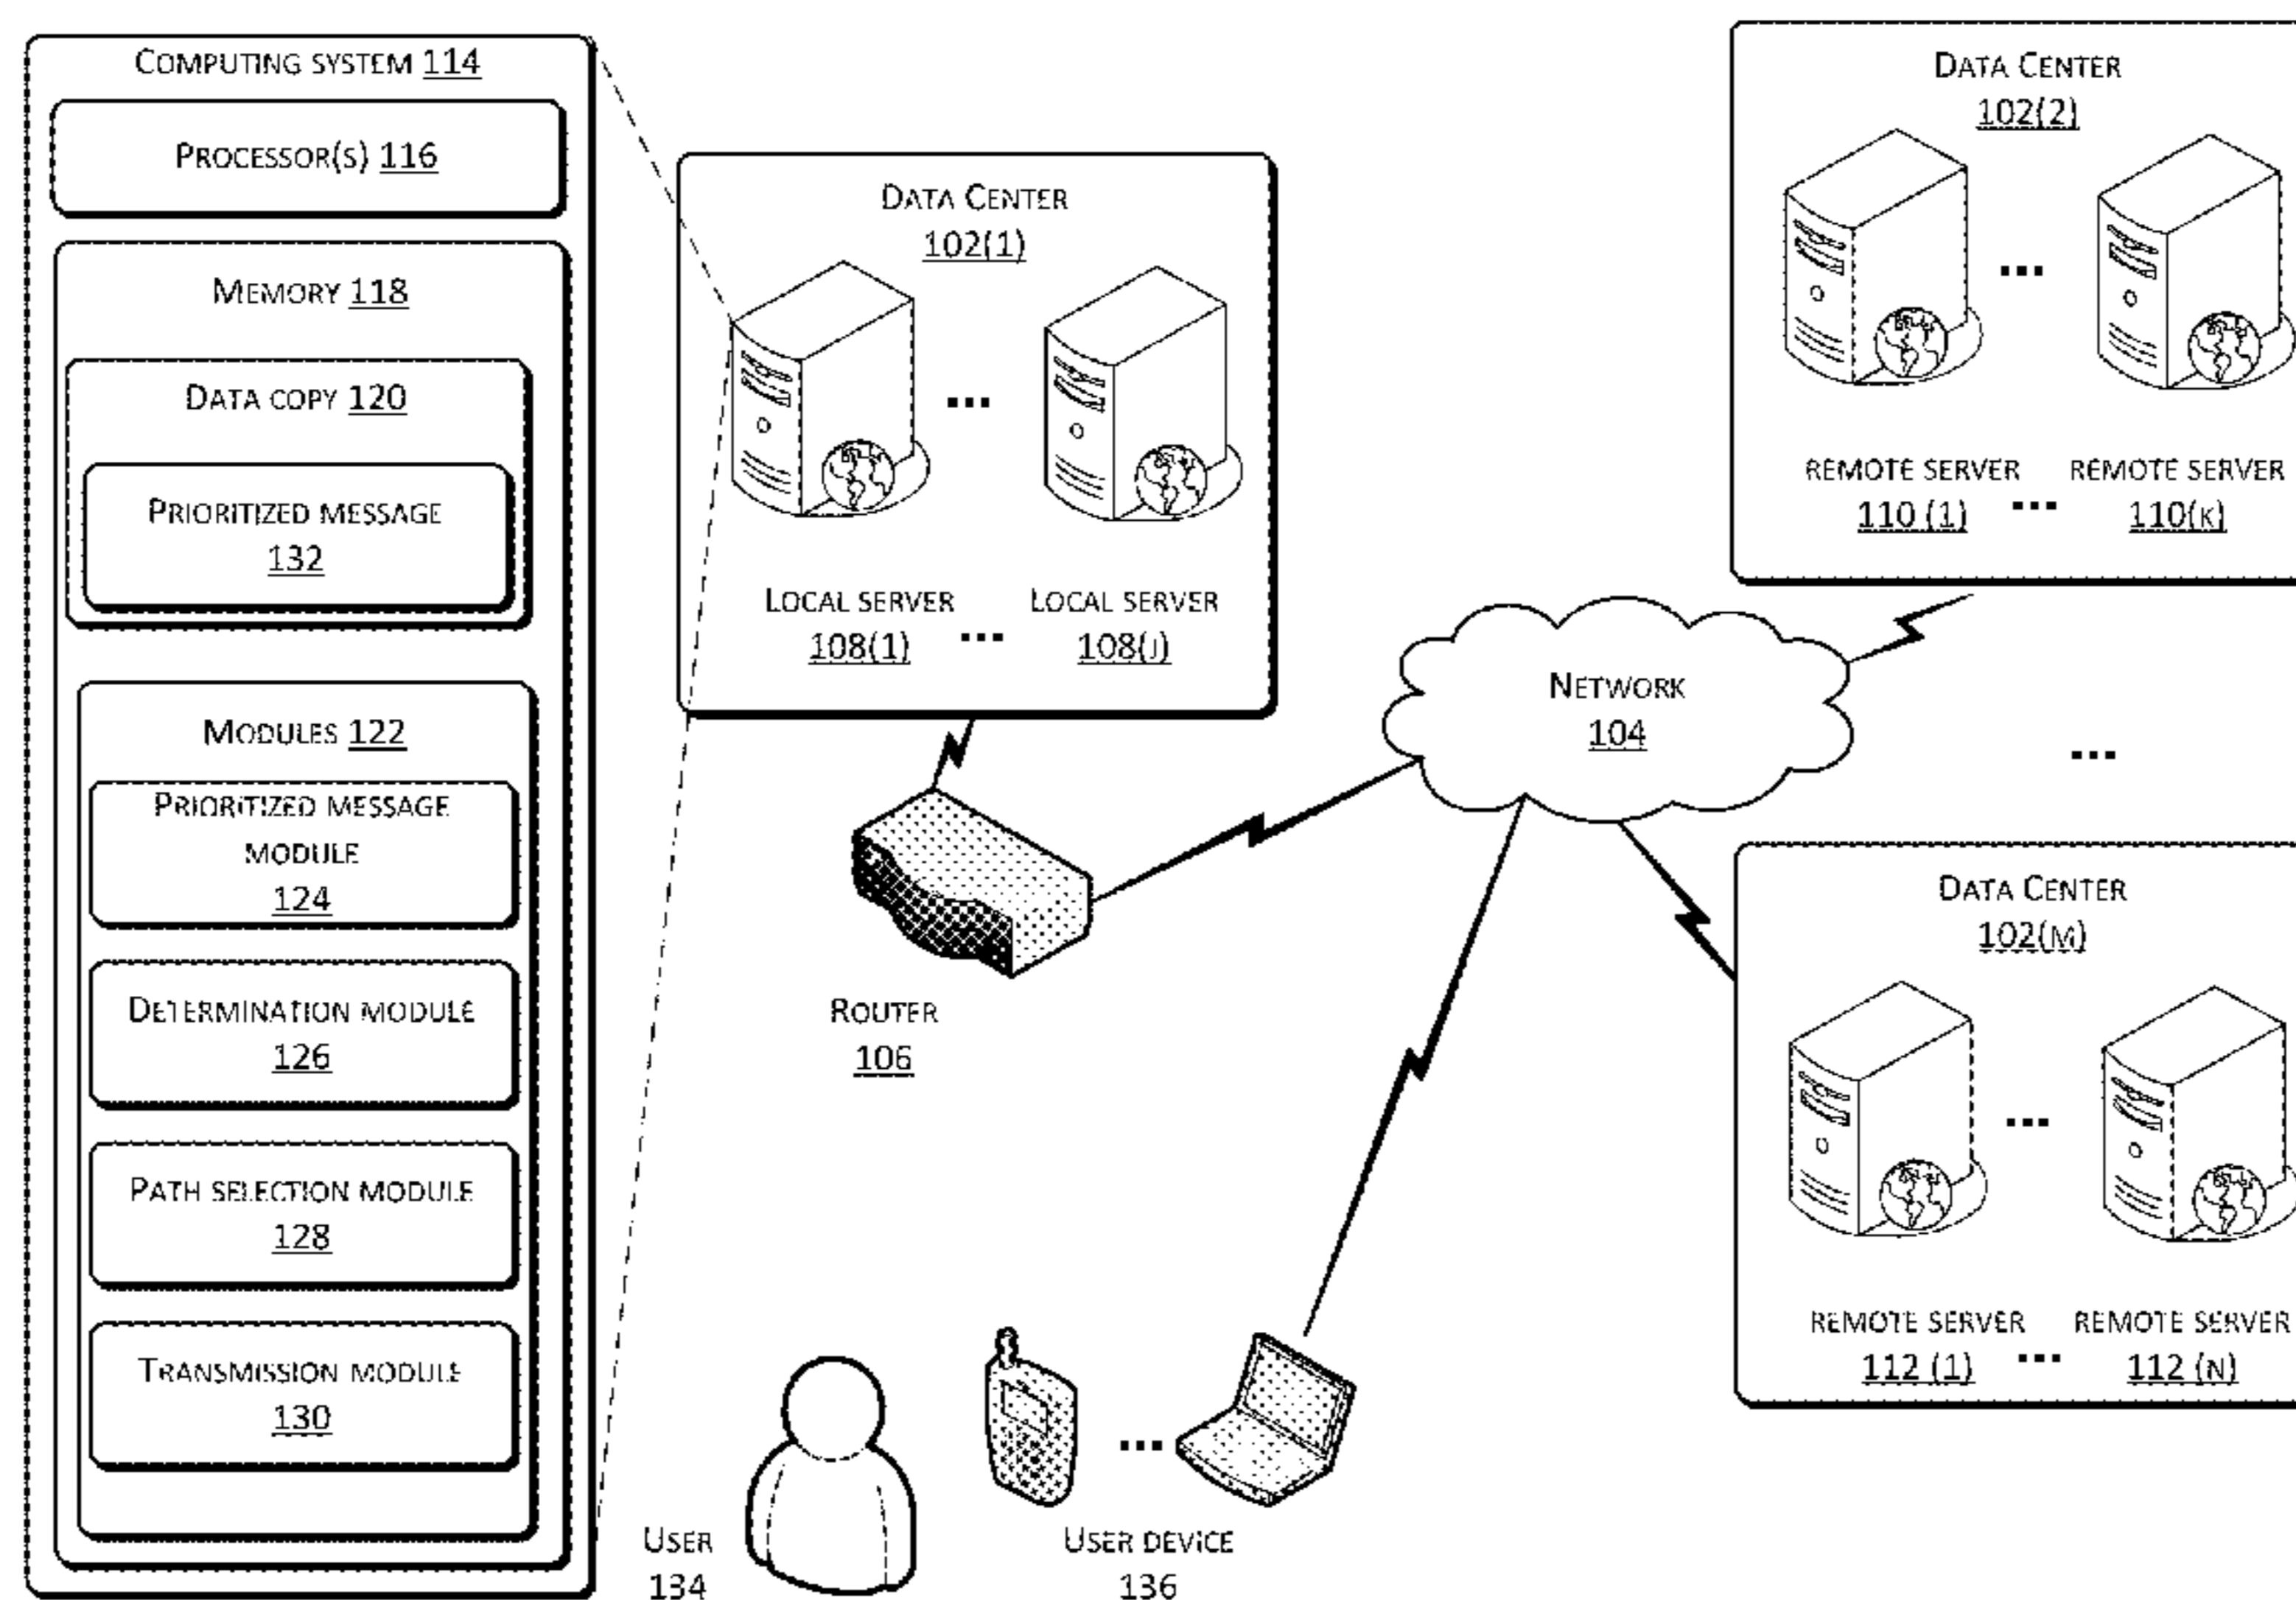 COMPUTING SYSTEM 114
PROCESSOR(S) 116
MEMORY 118
DATA COPY 120
PRIORITIZED MESSAGE
132
MODULES 122
PRIORITIZED MESSAGE
MODULE
124
DETERMINATION MODULE
126
PATH SELECTION MODULE
128
TRANSMISSION MODULE
130
DATA CENTER
102(1)
...
LOCAL SERVER ... LOCAL SERVER
108(1) 108(J)
ROUTER
106
NETWORK
104
DATA CENTER
102(2)
...
REMOTE SERVER ... REMOTE SERVER
110 (1) 110(K)
...
DATA CENTER
102(M)
...
REMOTE SERVER ... REMOTE SERVER
112 (1) 112 (N)
USER
134
...
USER DEVICE
136